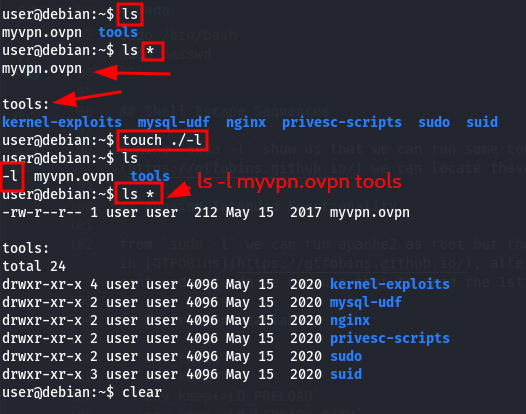 user@debian:~$ ls
myvpn.ovpn tools
user@debian:~$ ls *
myvpn.ovpn
tools:
kernel-exploits mysql-udf nginx privesc-scripts sudo suid
user@debian:~$ touch ./-l
user@debian:~$ ls
-l myvpn.ovpn tools
user@debian:~$ ls *
ls -l myvpn.ovpn tools
-rw-r--r-- 1 user user 212 May 15 2017 myvpn.ovpn
tools:
total 24
drwxr-xr-x 4 user user 4096 May 15 2020 kernel-exploits
drwxr-xr-x 2 user user 4096 May 15 2020 mysql-udf
drwxr-xr-x 2 user user 4096 May 15 2020 nginx
drwxr-xr-x 2 user user 4096 May 15 2020 privesc-scripts
drwxr-xr-x 2 user user 4096 May 15 2020 sudo
drwxr-xr-x 3 user user 4096 May 15 2020 suid
user@debian:~$ clear